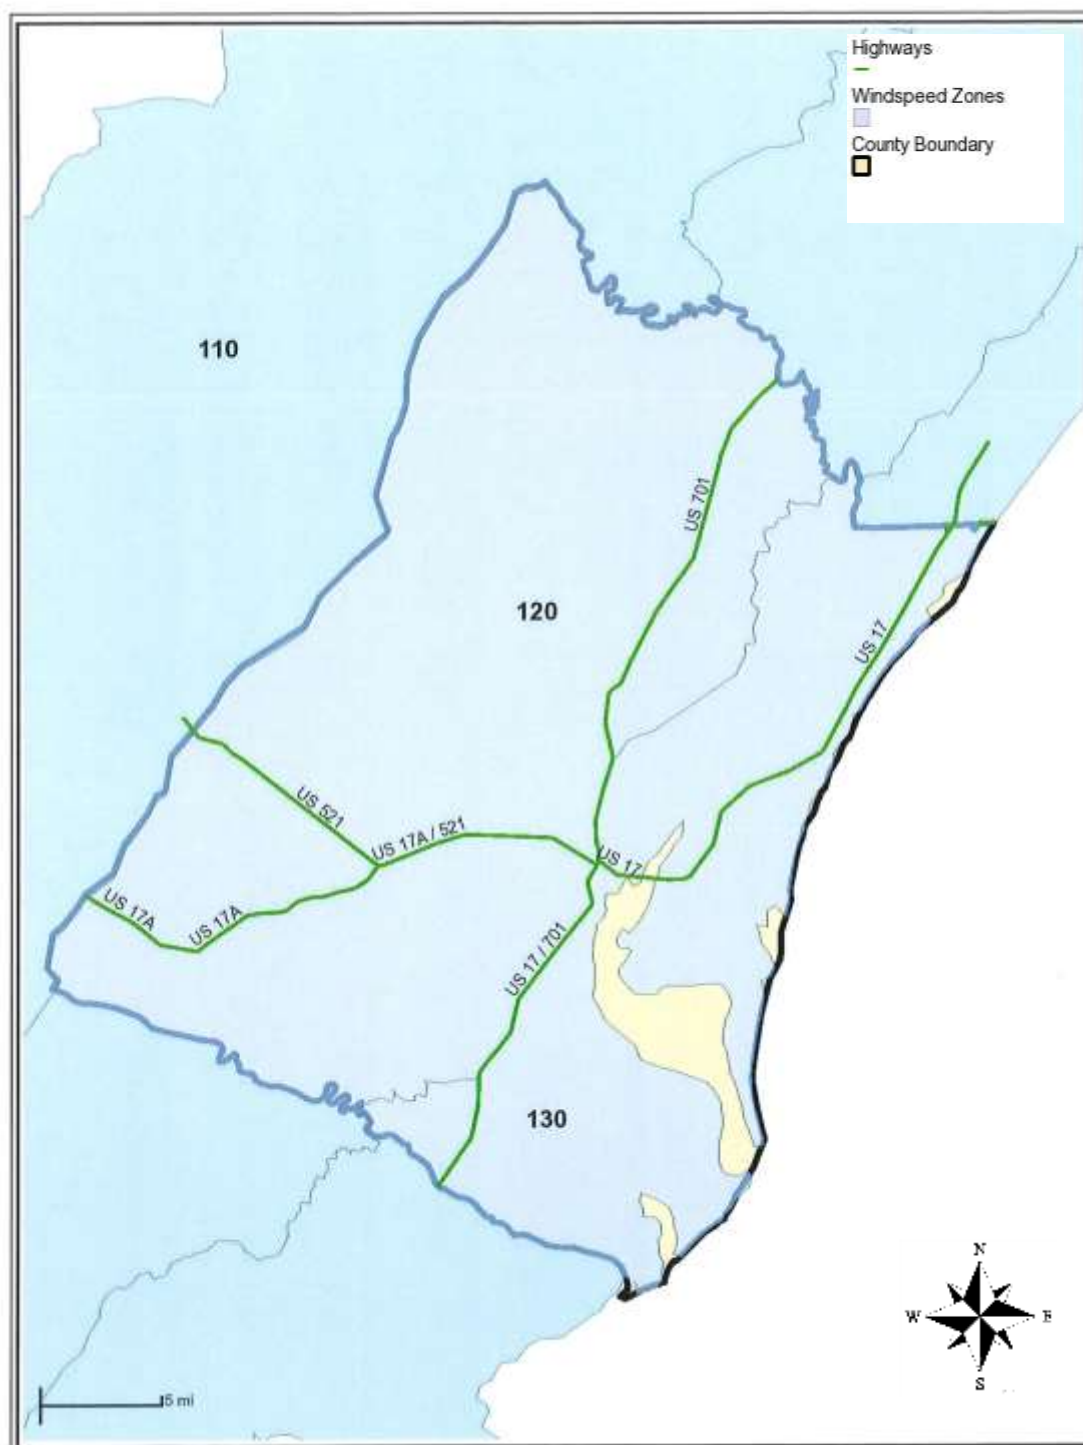 Highways
Windspeed Zones
County Boundary
110
120
US 701
US 17
US 521
US 17A / 521
US 17
US 17A
US 17A
US 17 / 701
130
N
W
E
S
5 mi